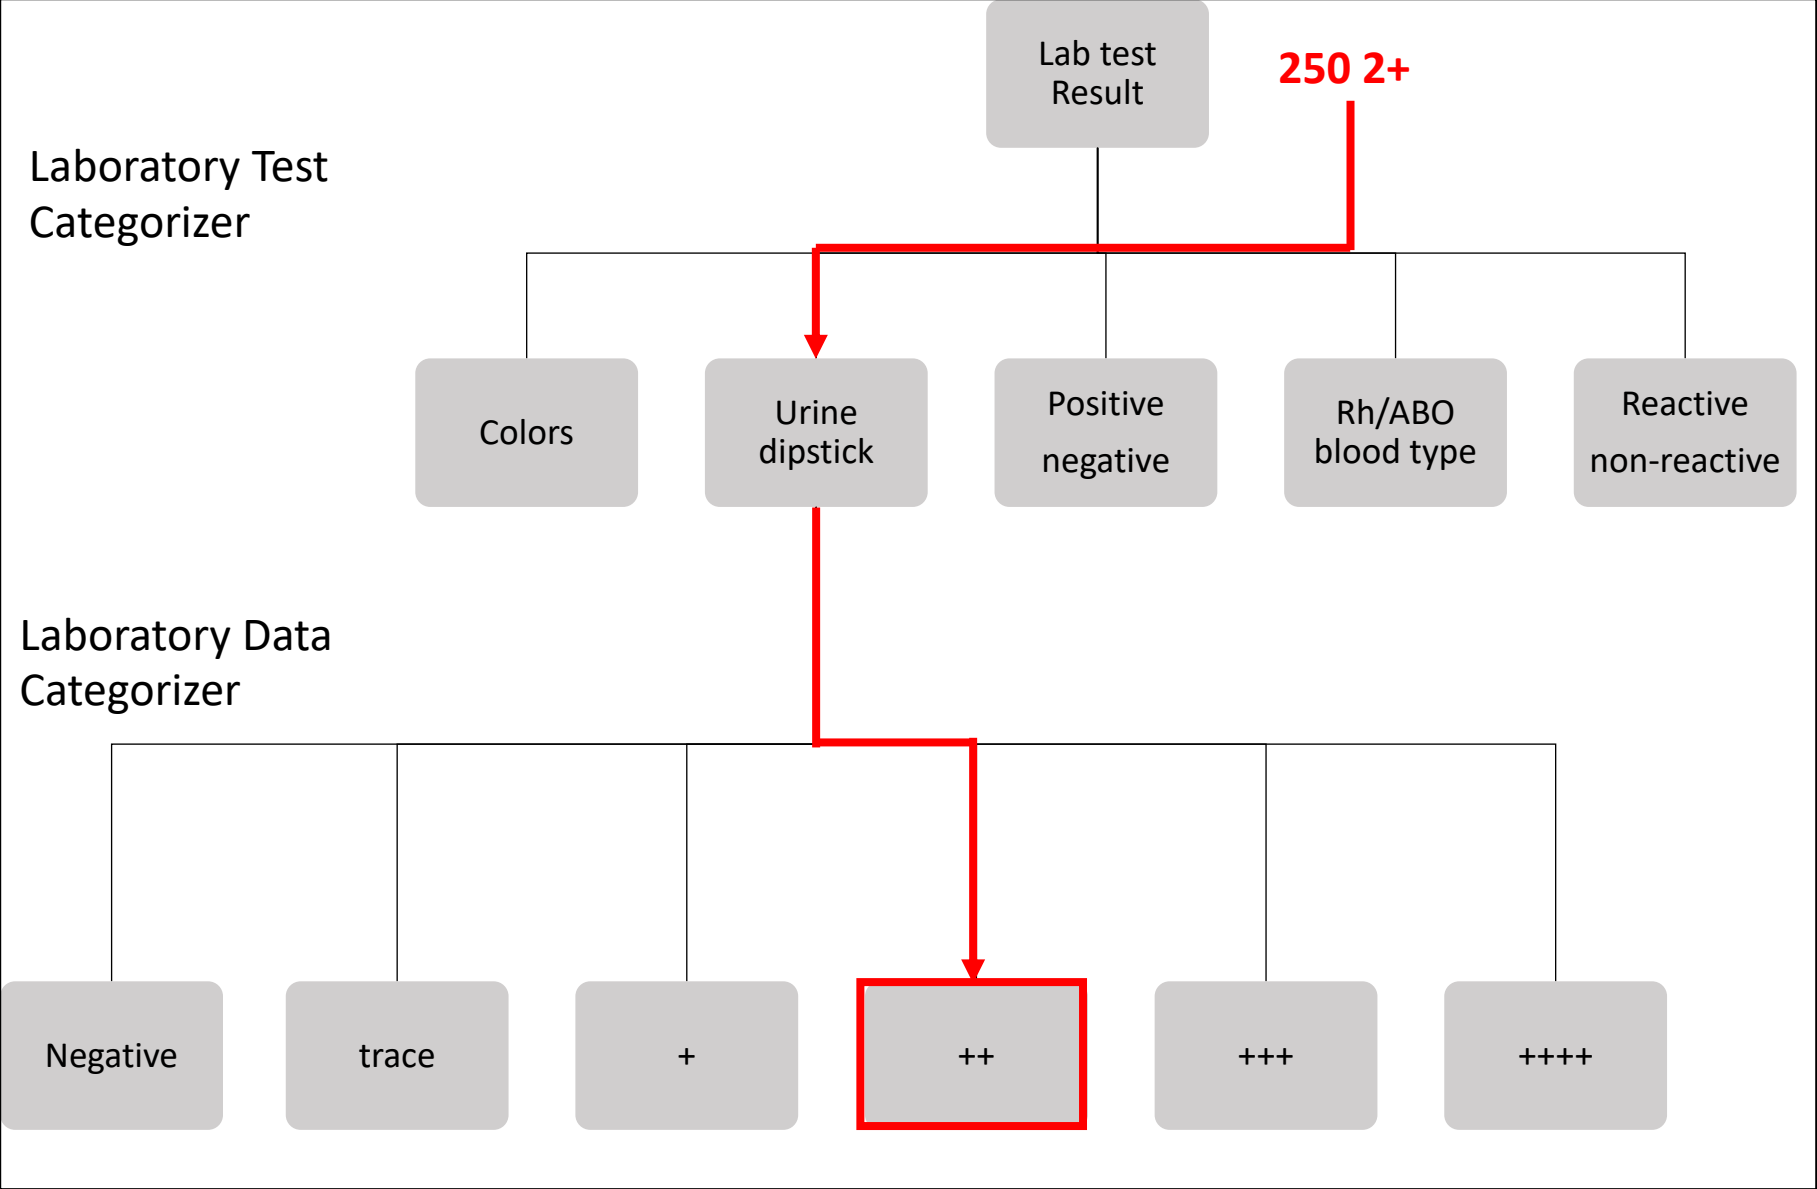 Lab test
Result
250 2+
Laboratory Test
Categorizer
Colors
Urine
dipstick
Positive
negative
Rh/ABO
blood type
Reactive
non-reactive
Laboratory Data
Categorizer
Negative
trace
+
++
+++
++++